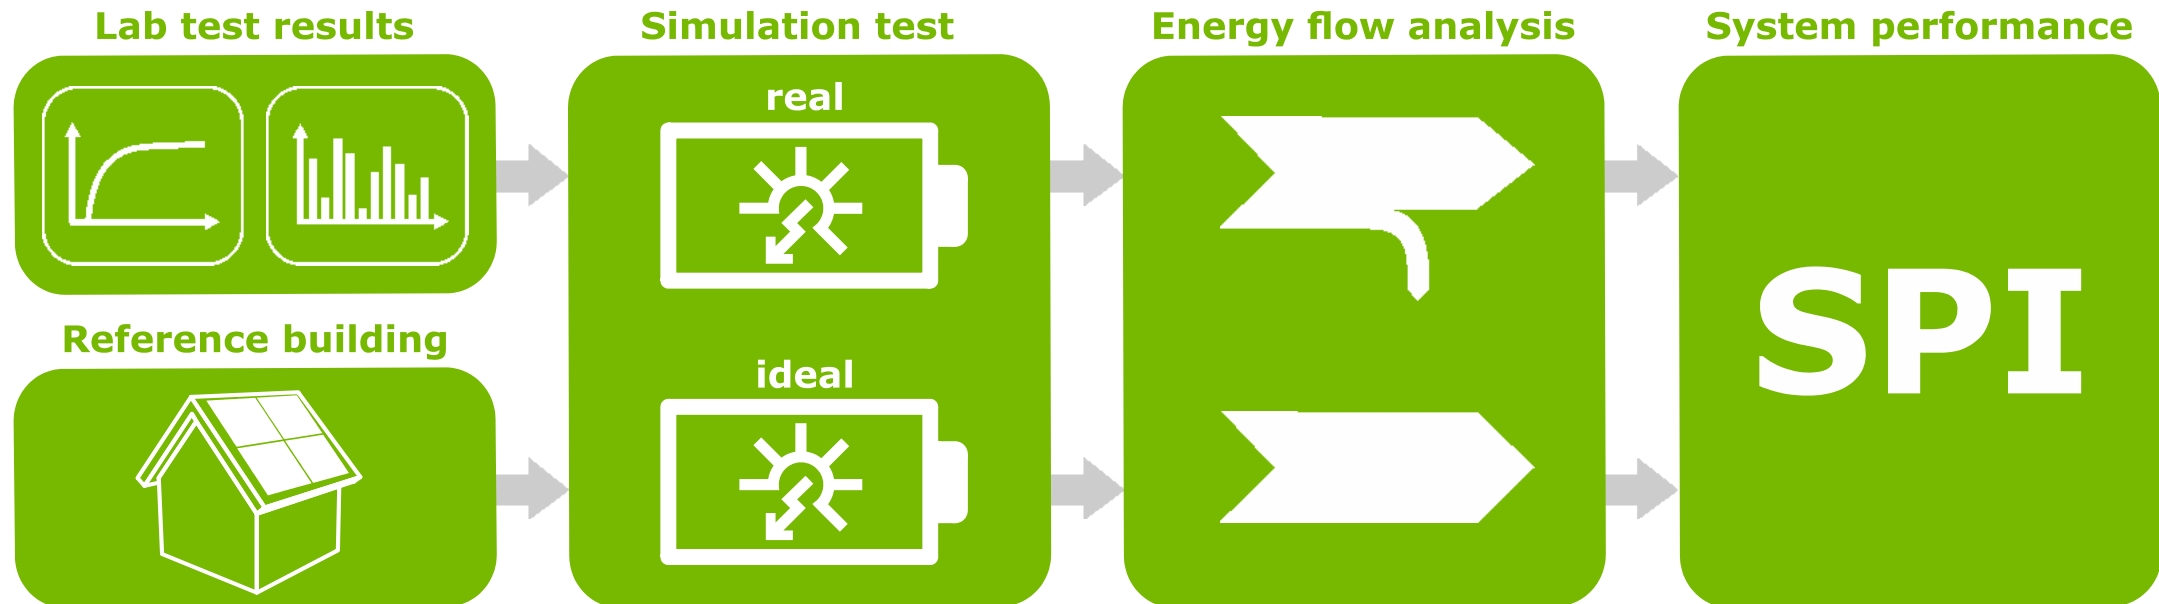 Lab test results
Simulation test
Energy flow analysis
System performance
real
SPI
Reference building
ideal